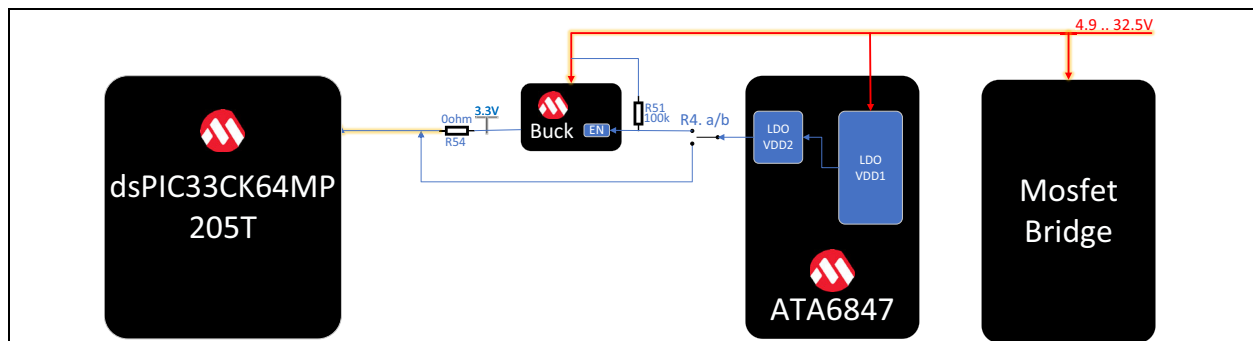 4.9 .. 32.5V
dsPIC33CK64MP
205T
0ohm
R54
3.3V
Buck
EN
R51
100k
R4. a/b
LDO
VDD2
LDO
VDD1
ATA6847
Mosfet
Bridge